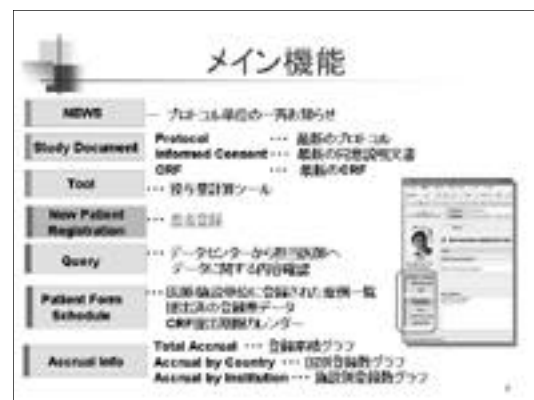 メイン機能
NEWS — プロトコル単位の一斉お知らせ
Study Document
Protocol ・・・ 最新のプロトコル
Informed Consent ・・・ 最新の同意説明文書
CRF ・・・ 最新のCRF
Tool ・・・ 投与量計算ツール
New Patient Registration ・・・ 患者登録
Query ・・・ データセンターから担当医師へ
データに関する内容確認
Patient Form Schedule ・・・ 医師/施設単位に登録された症例一覧
提出済の登録票データ
CRF提出期限カレンダー
Accrual Info
Total Accrual ・・・ 登録累積グラフ
Accrual by Country ・・・ 国別登録数グラフ
Accrual by Institution ・・・ 施設別登録数グラフ